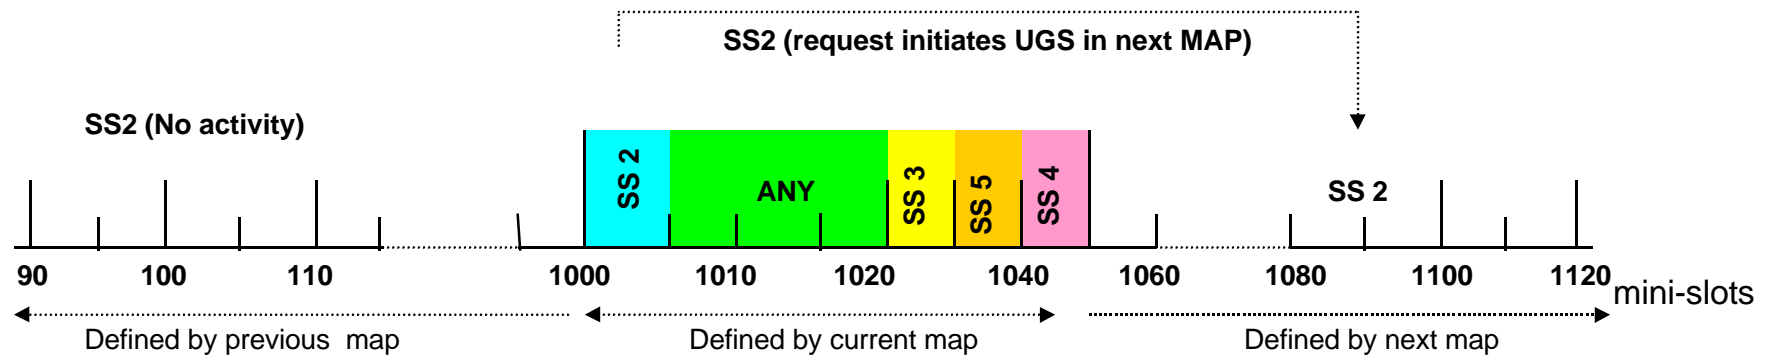 SS2 (request initiates UGS in next MAP)
SS2 (No activity)
SS 2
ANY
SS 3
SS 5
SS 4
SS 2
90 100 110 1000 1010 1020 1040 1060 1080 1100 1120
mini-slots
Defined by previous map
Defined by current map
Defined by next map